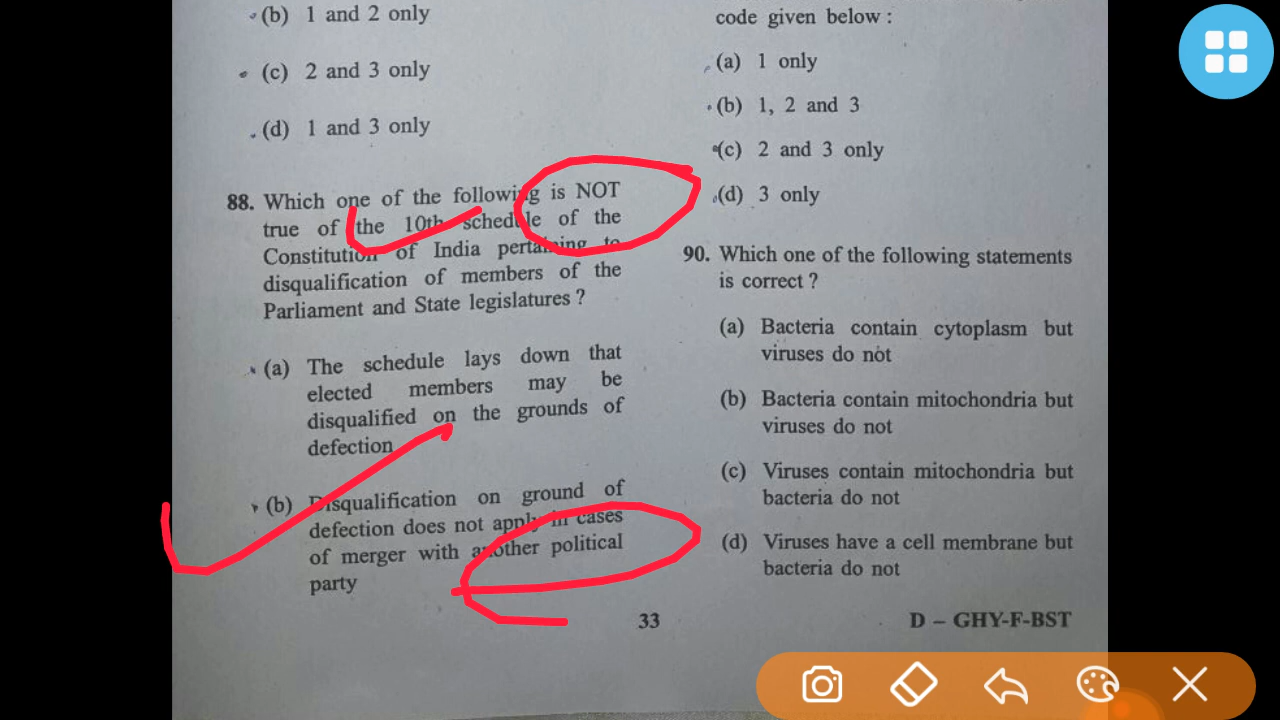 (b) 1 and 2 only
(c) 2 and 3 only
(d) 1 and 3 only
88. Which one of the following is NOT
true of the 10th schedule of the
Constitution of India pertaining to
disqualification of members of the
Parliament and State legislatures ?
(a) The schedule lays down that
elected members may be
disqualified on the grounds of
defection
(b) Disqualification on ground of
defection does not apply in cases
of merger with another political
party
code given below :
(a) 1 only
(b) 1, 2 and 3
(c) 2 and 3 only
(d) 3 only
90. Which one of the following statements
is correct ?
(a) Bacteria contain cytoplasm but
viruses do not
(b) Bacteria contain mitochondria but
viruses do not
(c) Viruses contain mitochondria but
bacteria do not
(d) Viruses have a cell membrane but
bacteria do not
33
D – GHY-F-BST